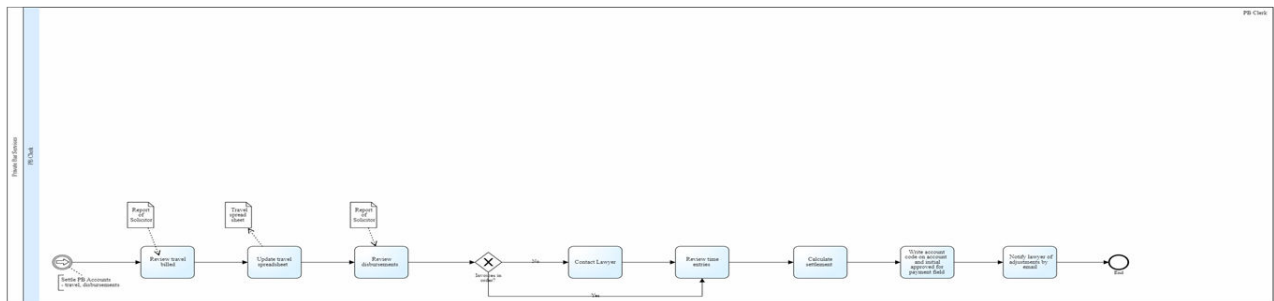 PB Clerk
Private Bar Services
PB Clerk
Report
of
Solicitor
Travel
spread
sheet
Report
of
Solicitor
Settle PB Accounts
- travel, disbursements
Review travel
billed
Update travel
spreadsheet
Review
disbursements
Invoices in
order?
No
Yes
Contact Lawyer
Review time
entries
Calculate
settlement
Write account
code on account
and initial
approved for
payment field
Notify lawyer of
adjustments by
email
End